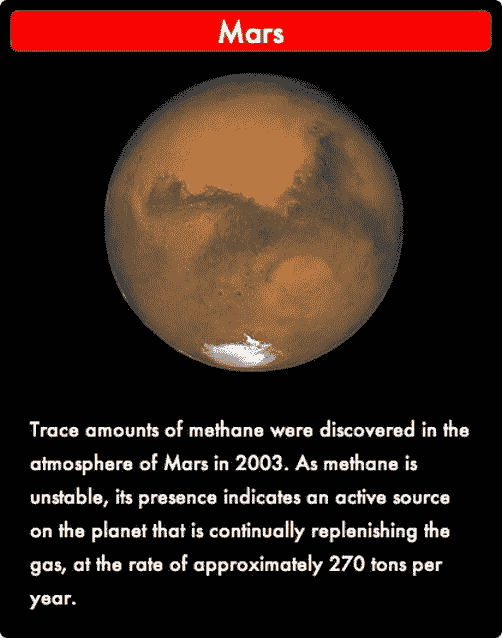 Mars
Trace amounts of methane were discovered in the
atmosphere of Mars in 2003. As methane is
unstable, its presence indicates an active source
on the planet that is continually replenishing the
gas, at the rate of approximately 270 tons per
year.